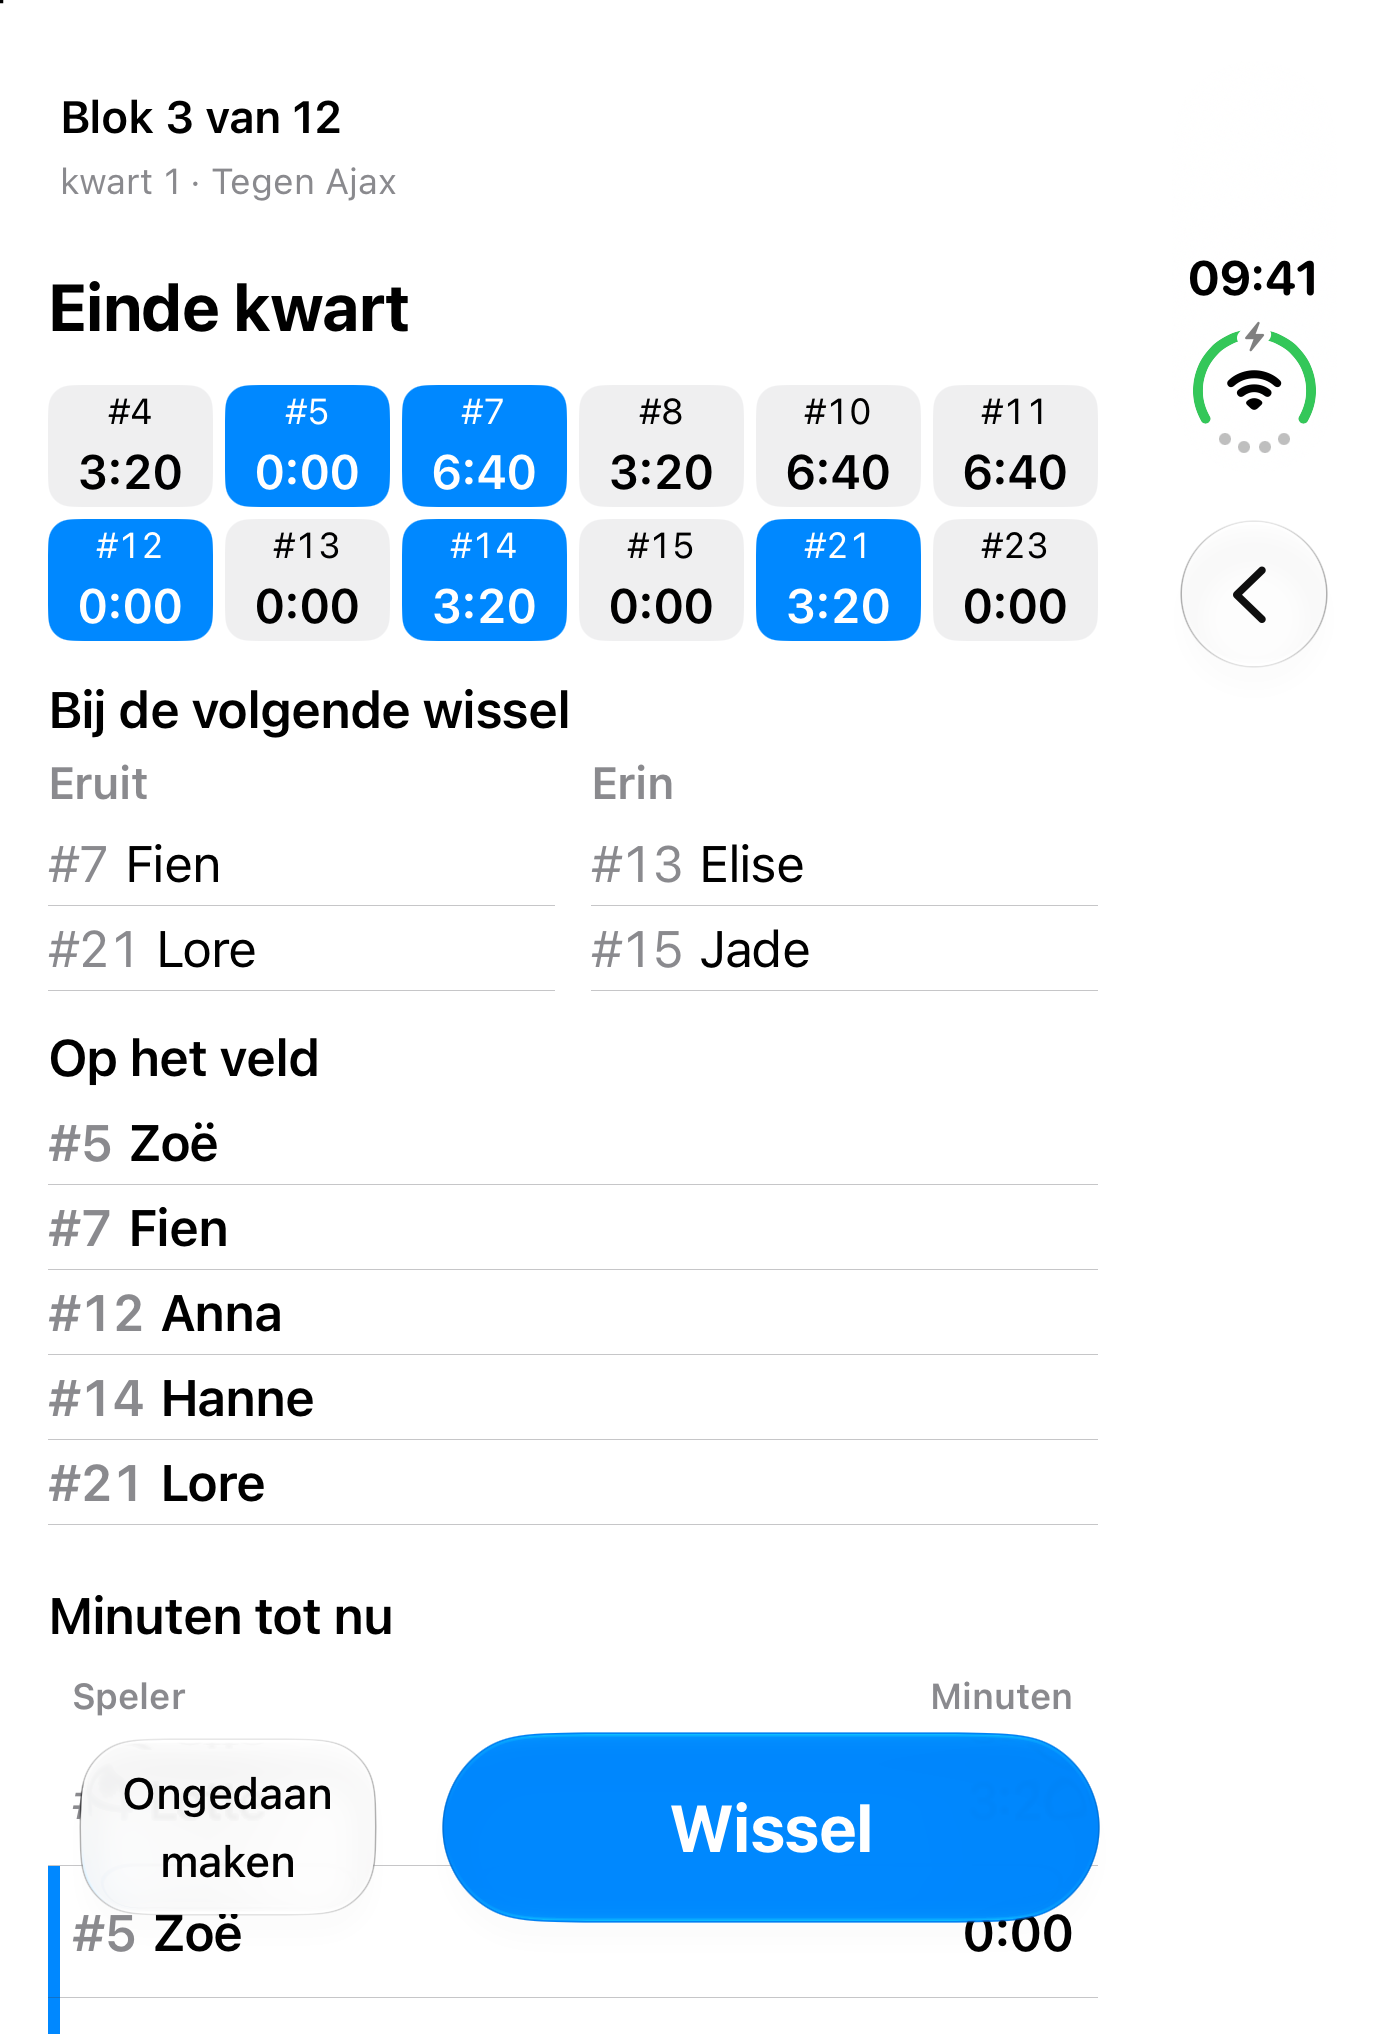 Blok 3 van 12
kwart 1 · Tegen Ajax
09:41
Einde kwart
#4 #5 #7 #8 #10 #11
3:20 0:00 6:40 3:20 6:40 6:40
#12 #13 #14 #15 #21 #23
0:00 0:00 3:20 0:00 3:20 0:00
Bij de volgende wissel
Eruit Erin
#7 Fien #13 Elise
#21 Lore #15 Jade
Op het veld
#5 Zoë
#7 Fien
#12 Anna
#14 Hanne
#21 Lore
Minuten tot nu
Speler Minuten
Ongedaan
maken
Wissel
#5 Zoë 0:00